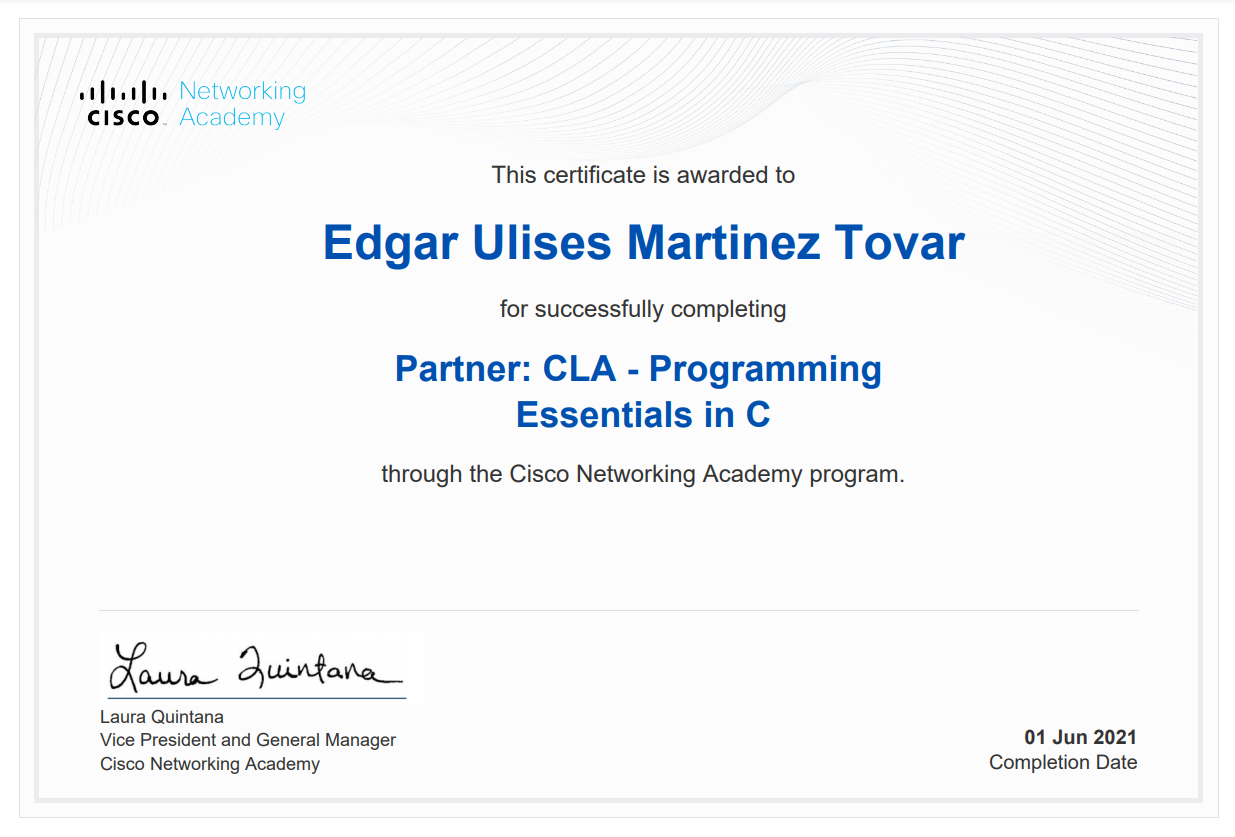 Networking
CISCO Academy
This certificate is awarded to
Edgar Ulises Martinez Tovar
for successfully completing
Partner: CLA - Programming
Essentials in C
through the Cisco Networking Academy program.
Laura Quintana
Laura Quintana
Vice President and General Manager
Cisco Networking Academy
01 Jun 2021
Completion Date